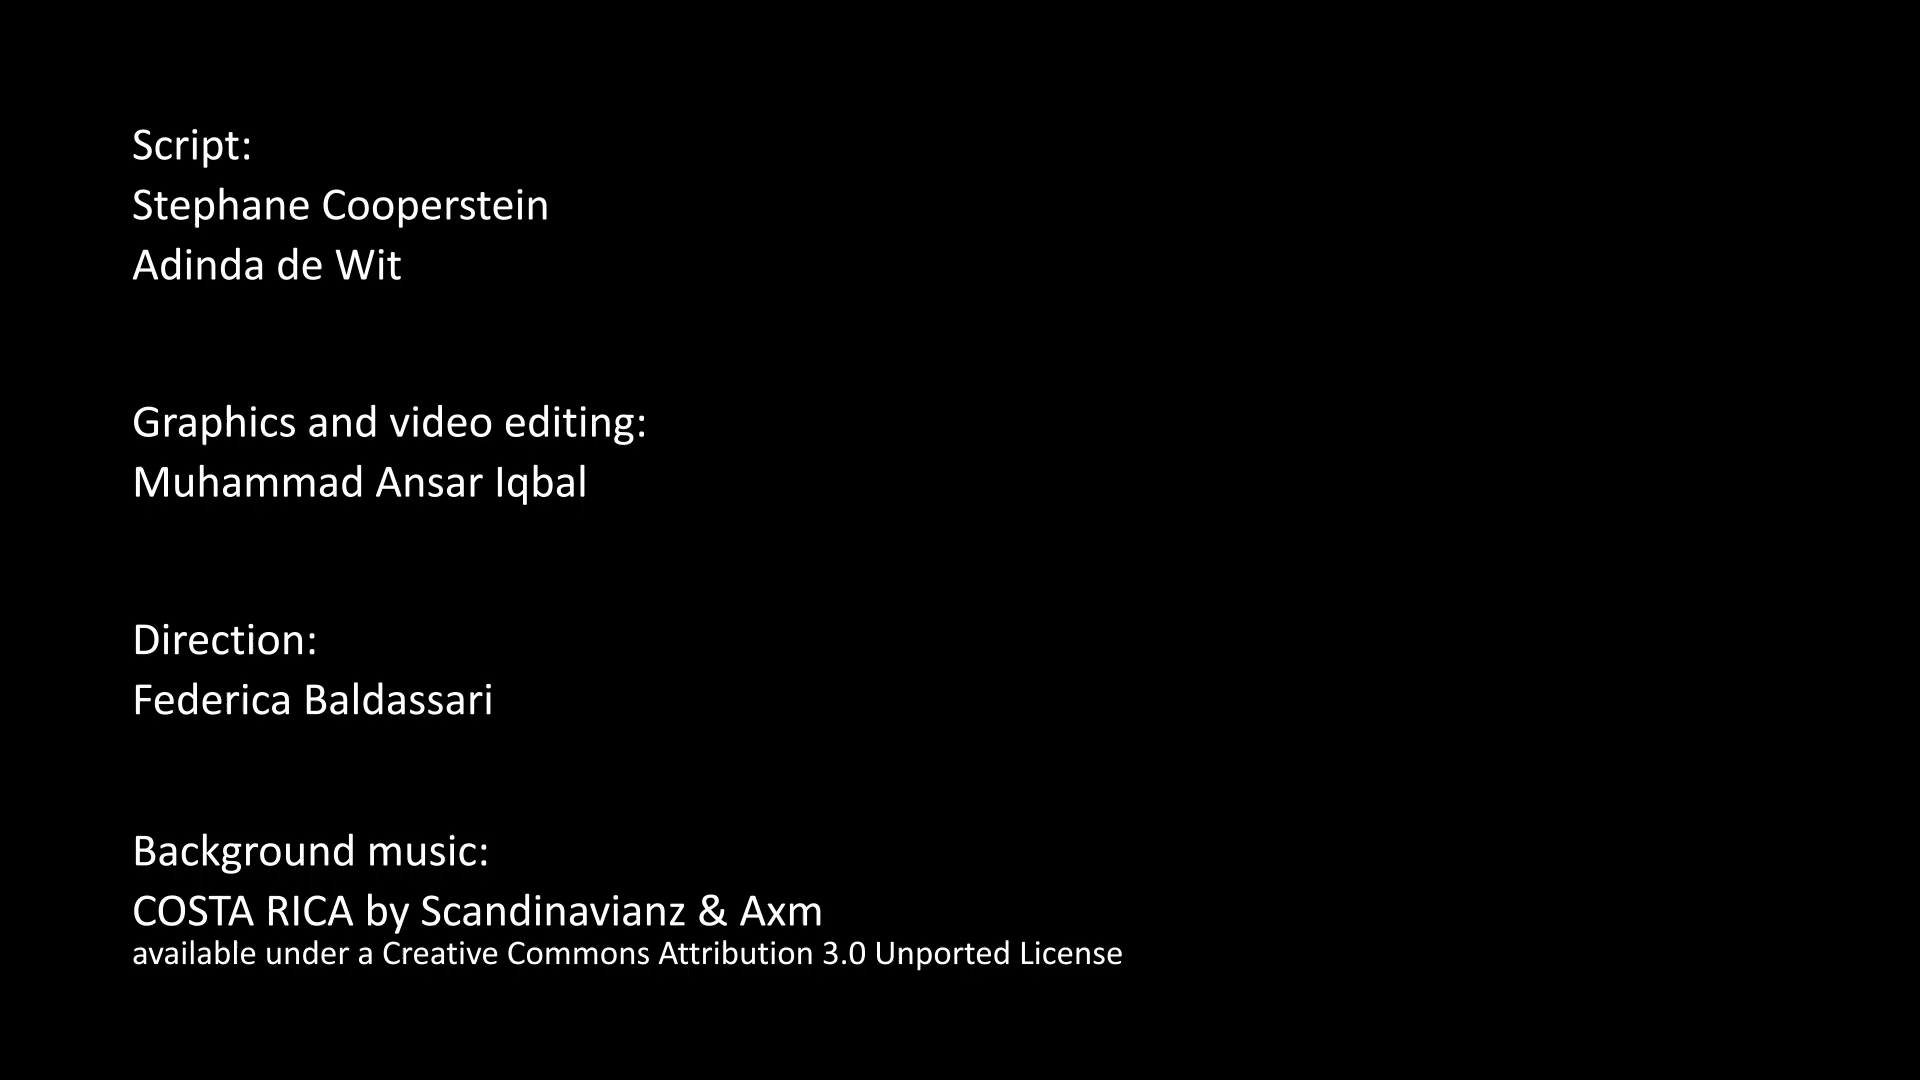 Script:
Stephane Cooperstein
Adinda de Wit
Graphics and video editing:
Muhammad Ansar Iqbal
Direction:
Federica Baldassari
Background music:
COSTA RICA by Scandinavianz & Axm
available under a Creative Commons Attribution 3.0 Unported License